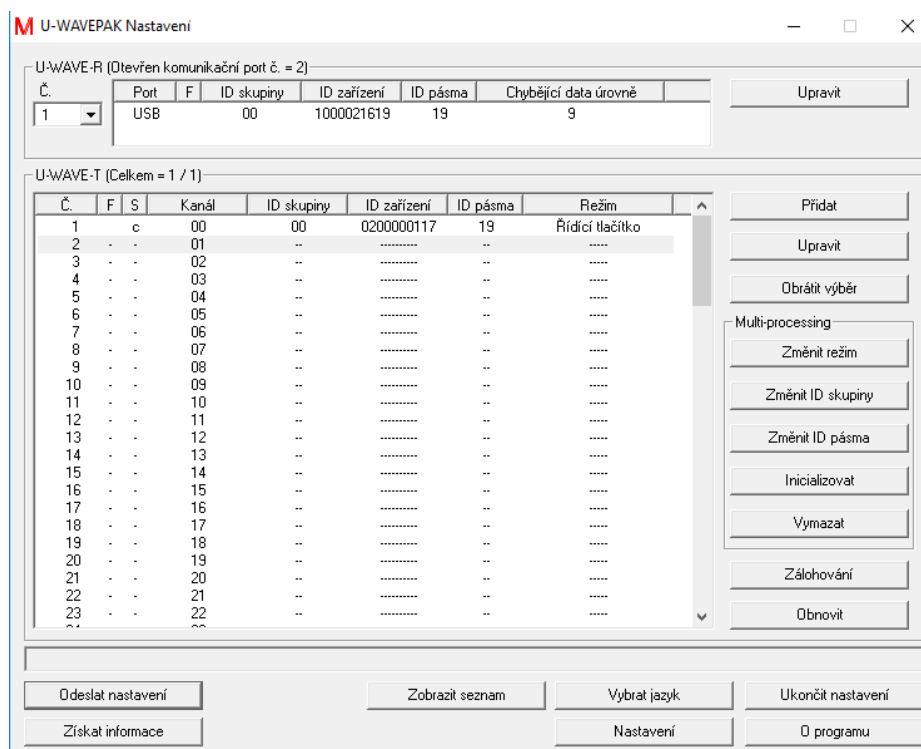 M U-WAVEPAK Nastavení
U-WAVE-R (Otevřen komunikační port č. = 2)
Č.
1
Port F ID skupiny ID zařízení ID pásma Chybějící data úrovně
USB 00 1000021619 19 9
Upravit
U-WAVE-T (Celkem = 1 / 1)
Č. F S Kanál ID skupiny ID zařízení ID pásma Režim
1 c 00 00 0200000117 19 Řídící tlačítko
2 - - 01 -- ---------- -- -----
3 - - 02 -- ---------- -- -----
4 - - 03 -- ---------- -- -----
5 - - 04 -- ---------- -- -----
6 - - 05 -- ---------- -- -----
7 - - 06 -- ---------- -- -----
8 - - 07 -- ---------- -- -----
9 - - 08 -- ---------- -- -----
10 - - 09 -- ---------- -- -----
11 - - 10 -- ---------- -- -----
12 - - 11 -- ---------- -- -----
13 - - 12 -- ---------- -- -----
14 - - 13 -- ---------- -- -----
15 - - 14 -- ---------- -- -----
16 - - 15 -- ---------- -- -----
17 - - 16 -- ---------- -- -----
18 - - 17 -- ---------- -- -----
19 - - 18 -- ---------- -- -----
20 - - 19 -- ---------- -- -----
21 - - 20 -- ---------- -- -----
22 - - 21 -- ---------- -- -----
23 - - 22 -- ---------- -- -----
Přidat
Upravit
Obrátít výběr
Multi-processing
Změnit režim
Změnit ID skupiny
Změnit ID pásma
Inicializovat
Vymazat
Zálohování
Obnovit
Odeslat nastavení
Zobrazit seznam
Vybrat jazyk
Ukončit nastavení
Získat informace
Nastavení
O programu